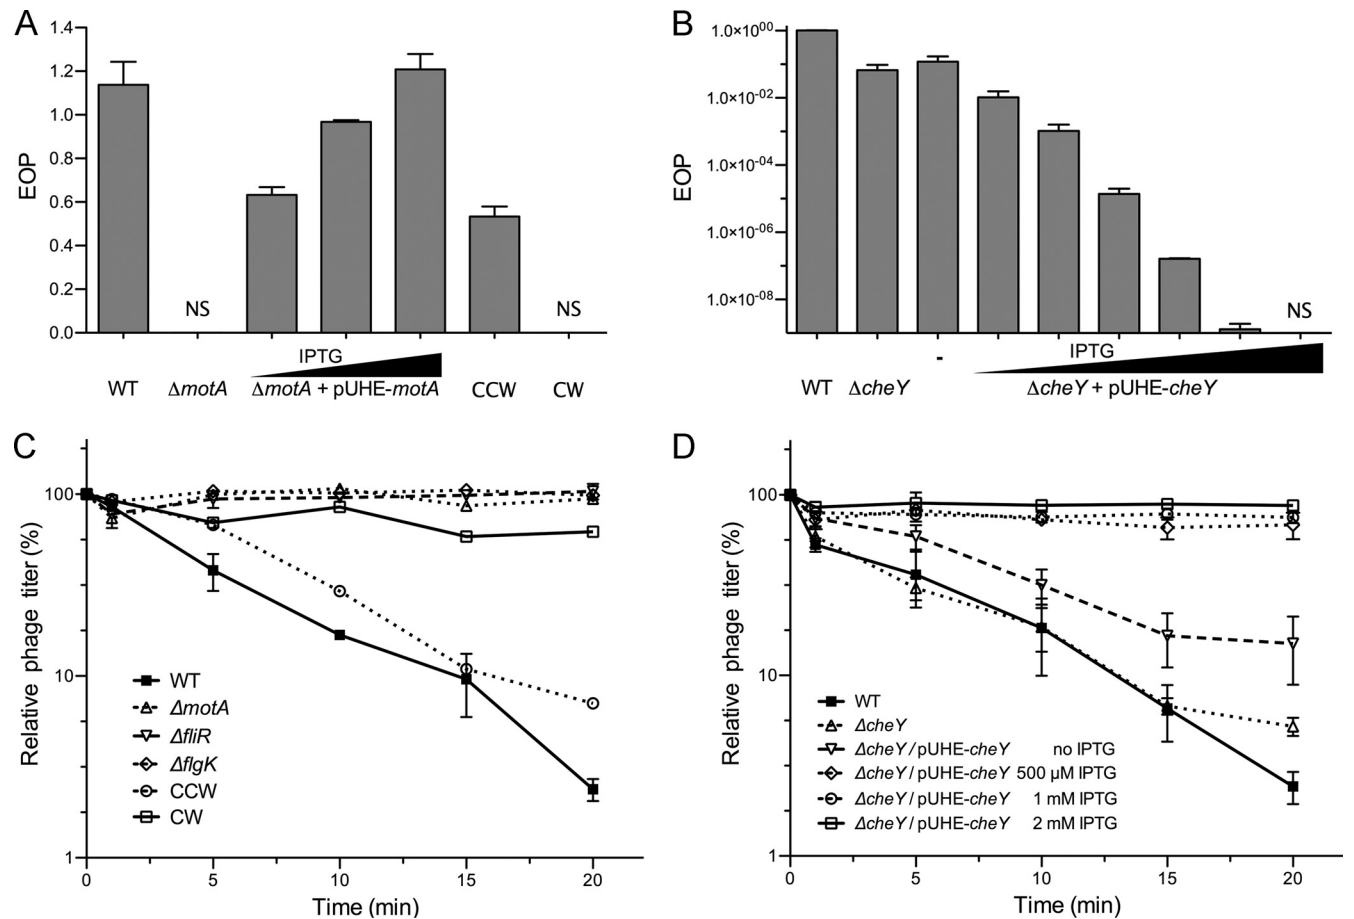 A
EOP
1.4
1.2
1.0
0.8
0.6
0.4
0.2
0.0
NS
NS
IPTG
WT
ΔmotA
ΔmotA + pUHE-motA
CCW
CW
B
EOP
1.0×10⁰⁰
1.0×10⁻⁰²
1.0×10⁻⁰⁴
1.0×10⁻⁰⁶
1.0×10⁻⁰⁸
NS
-
IPTG
WT
ΔcheY
ΔcheY + pUHE-cheY
C
Relative phage titer (%)
100
10
1
WT
ΔmotA
ΔfliR
ΔflgK
CCW
CW
0 5 10 15 20
Time (min)
D
Relative phage titer (%)
100
10
1
WT
ΔcheY
ΔcheY / pUHE-cheY no IPTG
ΔcheY / pUHE-cheY 500 µM IPTG
ΔcheY / pUHE-cheY 1 mM IPTG
ΔcheY / pUHE-cheY 2 mM IPTG
0 5 10 15 20
Time (min)